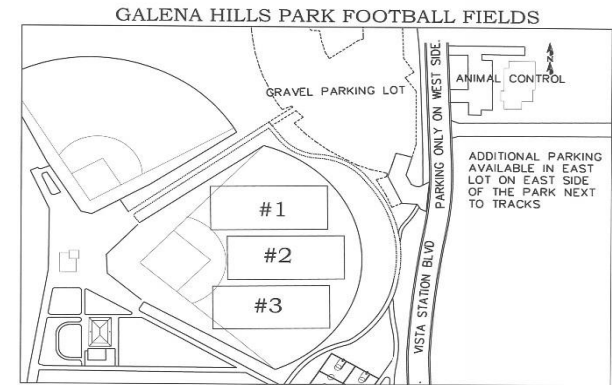 GALENA HILLS PARK FOOTBALL FIELDS
GRAVEL PARKING LOT
PARKING ONLY ON WEST SIDE.
VISTA STATION BLVD
N
ANIMAL CONTROL
ADDITIONAL PARKING
AVAILABLE IN EAST
LOT ON EAST SIDE
OF THE PARK NEXT
TO TRACKS
#1
#2
#3